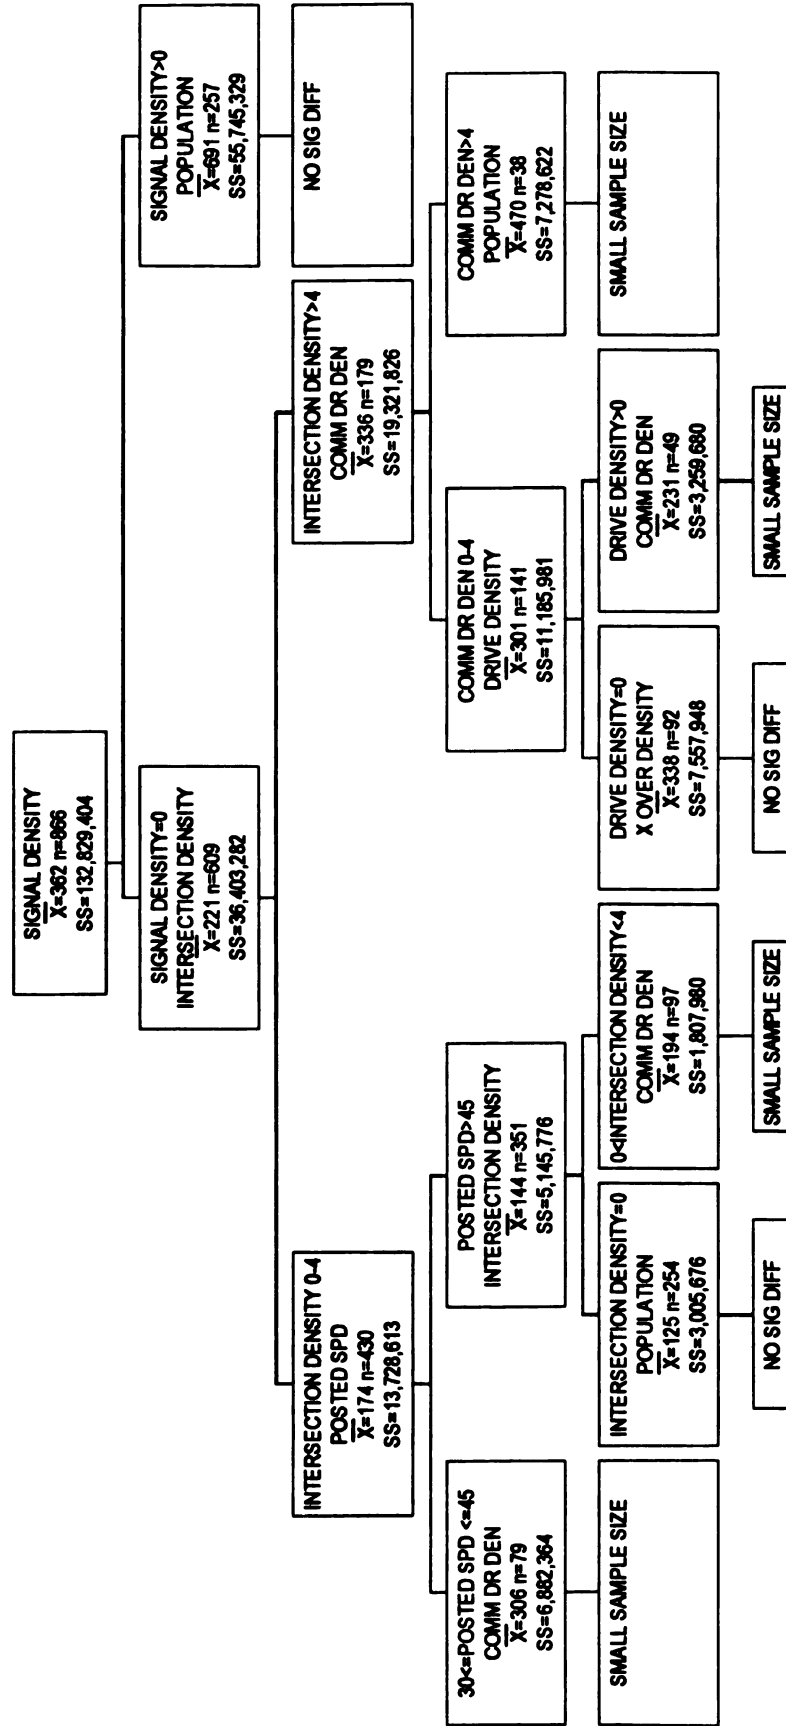 SIGNAL DENSITY
X=362 n=866
SS=132,829,404
SIGNAL DENSITY=0
INTERSECTION DENSITY
X=221 n=609
SS=36,403,282
SIGNAL DENSITY>0
POPULATION
X=691 n=257
SS=55,745,329
INTERSECTION DENSITY 0-4
POSTED SPD
X=174 n=430
SS=13,728,613
INTERSECTION DENSITY>4
COMM DR DEN
X=336 n=179
SS=19,321,826
NO SIG DIFF
30<=POSTED SPD <=45
COMM DR DEN
X=306 n=79
SS=6,882,364
POSTED SPD>45
INTERSECTION DENSITY
X=144 n=351
SS=5,145,776
COMM DR DEN 0-4
DRIVE DENSITY
X=301 n=141
SS=11,185,981
COMM DR DEN>4
POPULATION
X=470 n=38
SS=7,278,622
SMALL SAMPLE SIZE
INTERSECTION DENSITY=0
POPULATION
X=125 n=254
SS=3,005,676
0<INTERSECTION DENSITY<4
COMM DR DEN
X=194 n=97
SS=1,807,980
DRIVE DENSITY=0
X OVER DENSITY
X=338 n=92
SS=7,557,948
DRIVE DENSITY>0
COMM DR DEN
X=231 n=49
SS=3,259,680
SMALL SAMPLE SIZE
NO SIG DIFF
SMALL SAMPLE SIZE
NO SIG DIFF
SMALL SAMPLE SIZE